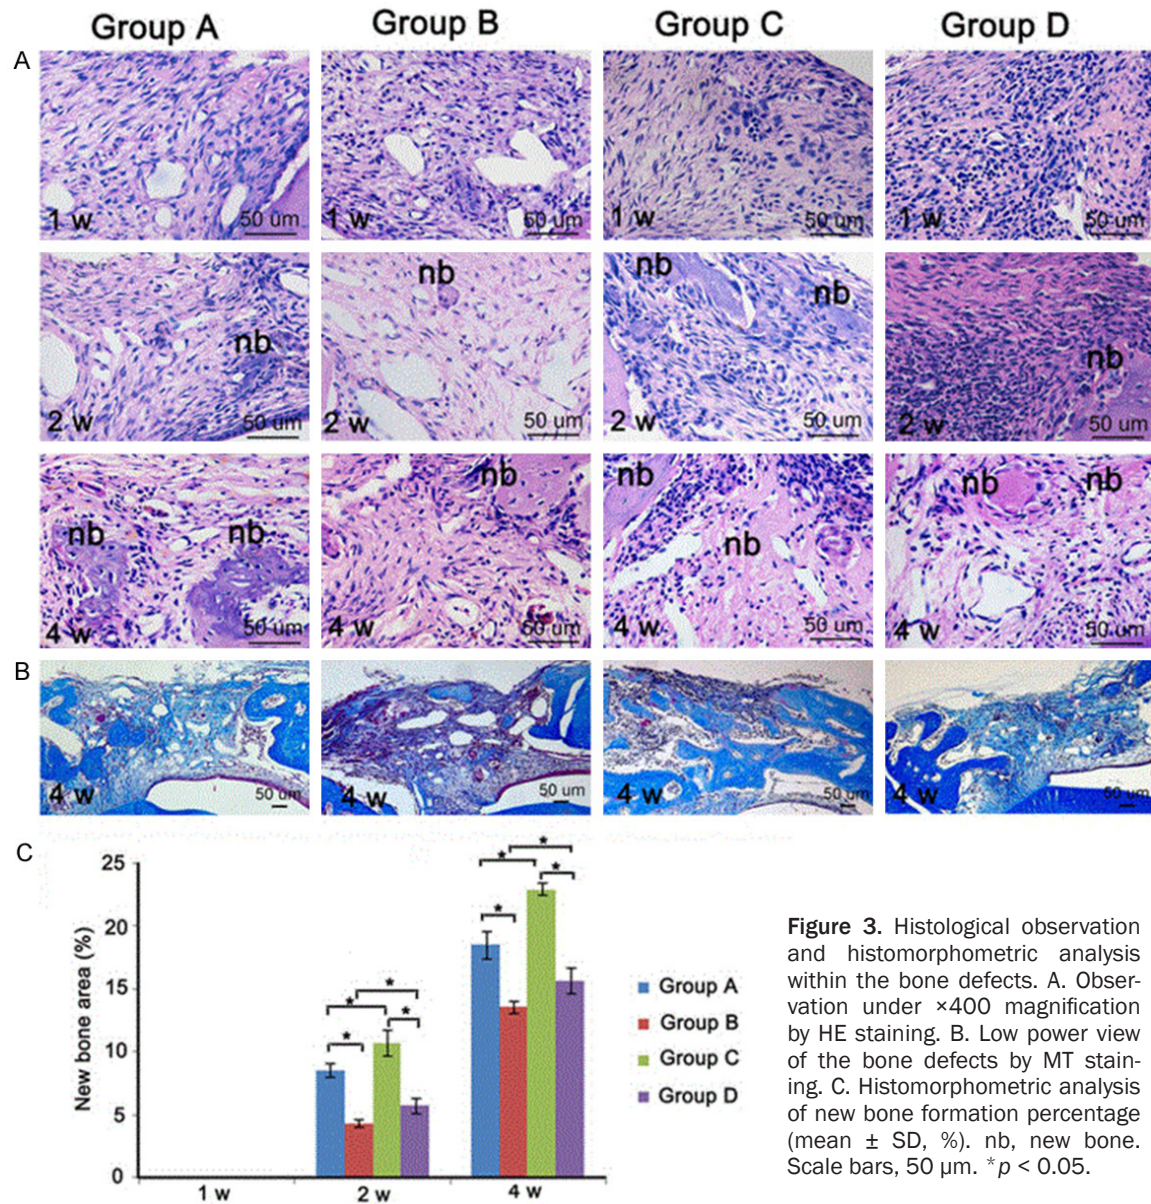 Group A Group B Group C Group D
A
1 w 50 um 1 w 50 um 1 w 50 um 1 w 50 um
nb nb nb nb nb
2 w 50 um 2 w 50 um 2 w 50 um 2 w 50 um
nb nb nb nb nb nb nb
4 w 50 um 4 w 50 um 4 w 50 um 4 w 50 um
B
4 w 50 um 4 w 50 um 4 w 50 um 4 w 50 um
C
New bone area (%)
25
20
15
10
5
0
* * * *
* * * *
1 w 2 w 4 w
Group A
Group B
Group C
Group D
Figure 3. Histological observation
and histomorphometric analysis
within the bone defects. A. Obser-
vation under ×400 magnification
by HE staining. B. Low power view
of the bone defects by MT stain-
ing. C. Histomorphometric analysis
of new bone formation percentage
(mean ± SD, %). nb, new bone.
Scale bars, 50 µm. *p < 0.05.